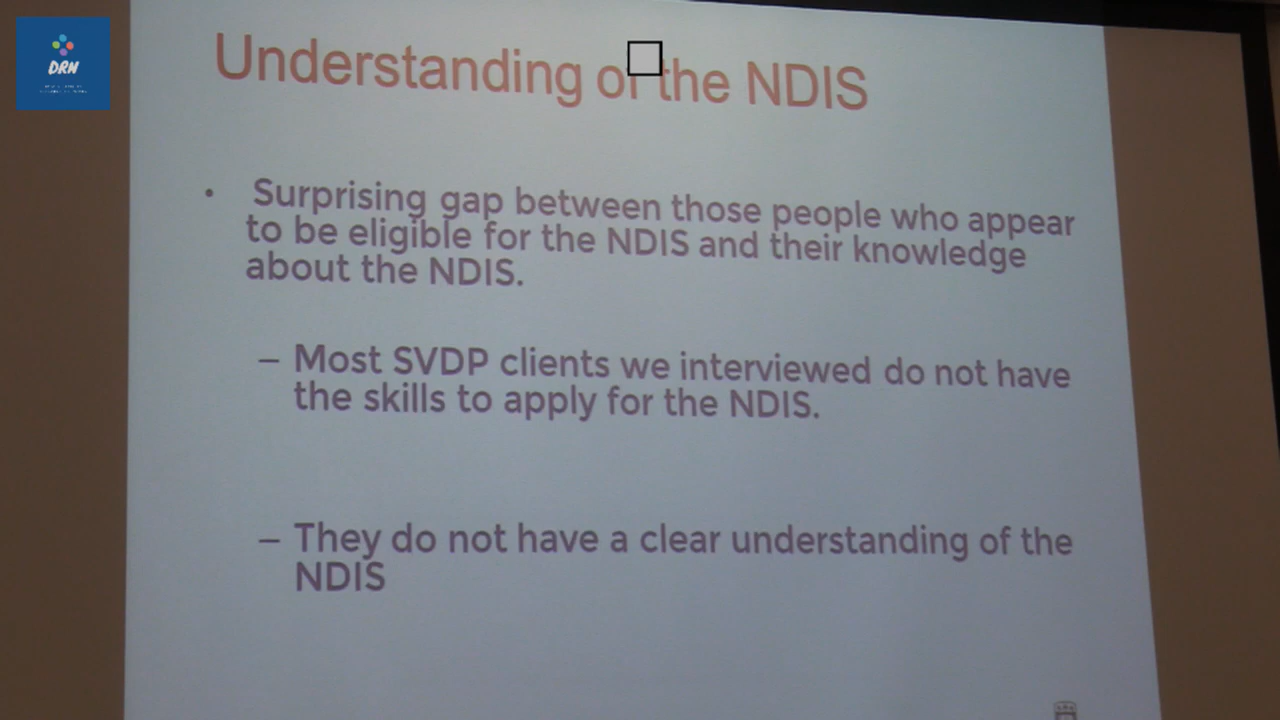 DRN
Understanding of the NDIS
• Surprising gap between those people who appear
to be eligible for the NDIS and their knowledge
about the NDIS.
– Most SVDP clients we interviewed do not have
the skills to apply for the NDIS.
– They do not have a clear understanding of the
NDIS